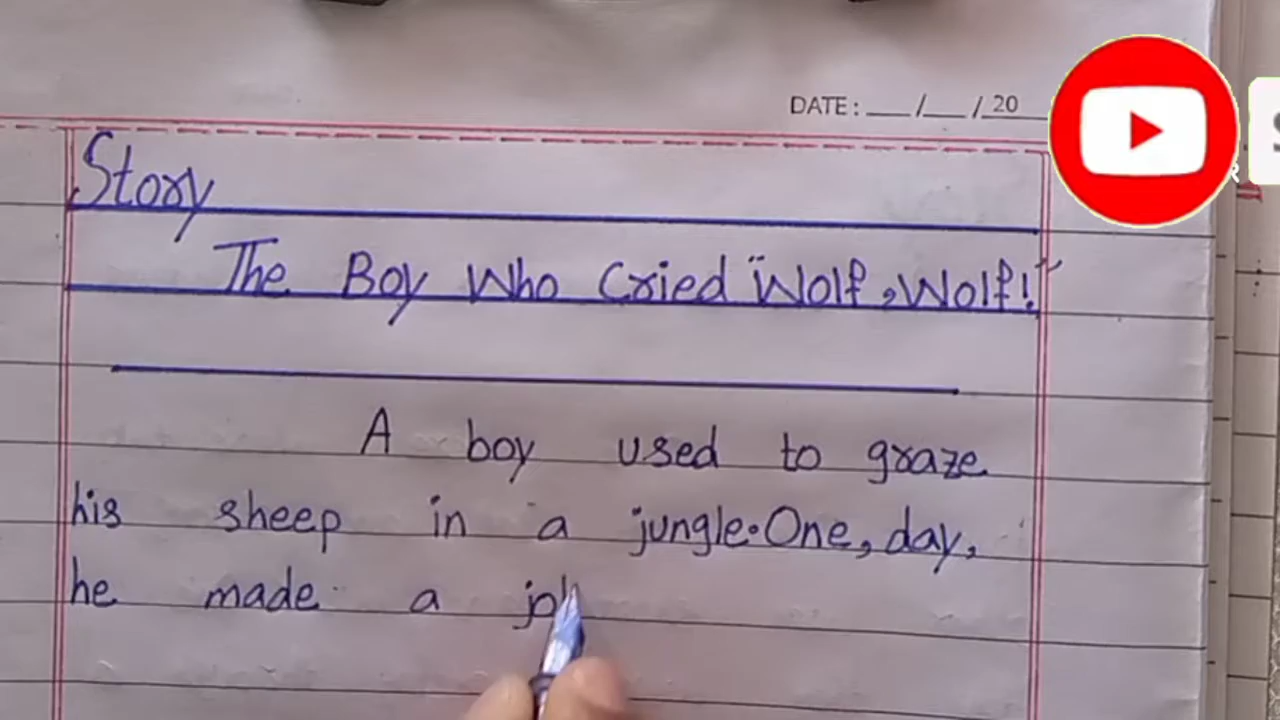 DATE: __/__/20
Story
The Boy Who Cried "Wolf, Wolf!"
A boy used to graze
his sheep in a jungle. One, day,
he made a